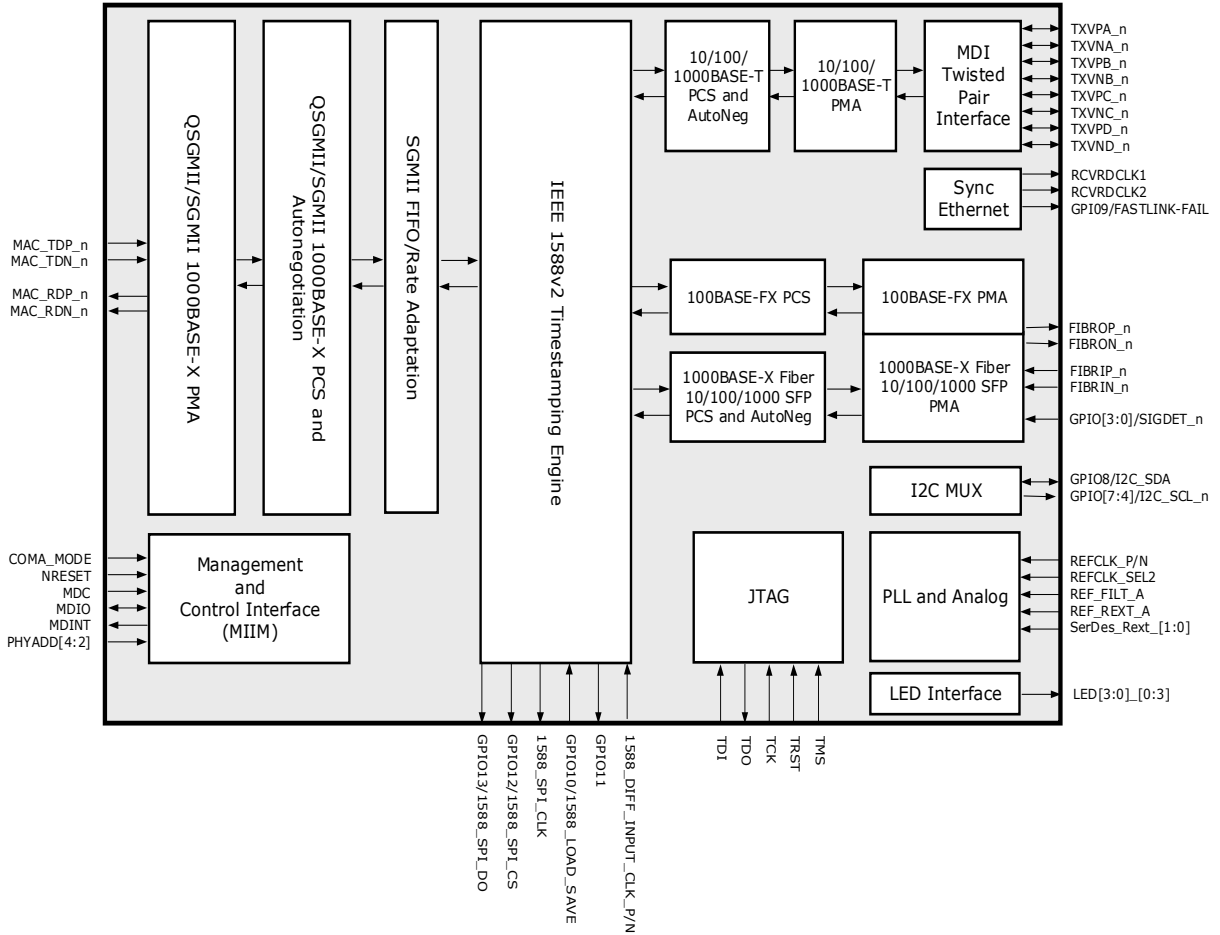 MAC_TDP_n
MAC_TDN_n
MAC_RDP_n
MAC_RDN_n
COMA_MODE
NRESET
MDC
MDIO
MDINT
PHYADD[4:2]
QSGMII/SGMII 1000BASE-X PMA
QSGMII/SGMII 1000BASE-X PCS and
Autonegotiation
SGMII FIFO/Rate Adaptation
IEEE 1588v2 Timestamping Engine
Management
and
Control Interface
(MIIM)
10/100/
1000BASE-T
PCS and
AutoNeg
10/100/
1000BASE-T
PMA
MDI
Twisted
Pair
Interface
TXVPA_n
TXVNA_n
TXVPB_n
TXVNB_n
TXVPC_n
TXVNC_n
TXVPD_n
TXVND_n
Sync
Ethernet
RCVRDCLK1
RCVRDCLK2
GPI09/FASTLINK-FAIL
100BASE-FX PCS
100BASE-FX PMA
1000BASE-X Fiber
10/100/1000 SFP
PCS and AutoNeg
1000BASE-X Fiber
10/100/1000 SFP
PMA
FIBROP_n
FIBRON_n
FIBRIP_n
FIBRIN_n
GPIO[3:0]/SIGDET_n
I2C MUX
GPIO8/I2C_SDA
GPIO[7:4]/I2C_SCL_n
JTAG
PLL and Analog
REFCLK_P/N
REFCLK_SEL2
REF_FILT_A
REF_REXT_A
SerDes_Rext_[1:0]
LED Interface
LED[3:0]_[0:3]
GPIO13/1588_SPI_DO
GPIO12/1588_SPI_CS
1588_SPI_CLK
GPIO10/1588_LOAD_SAVE
GPIO11
1588_DIFF_INPUT_CLK_P/N
TDI
TDO
TCK
TRST
TMS